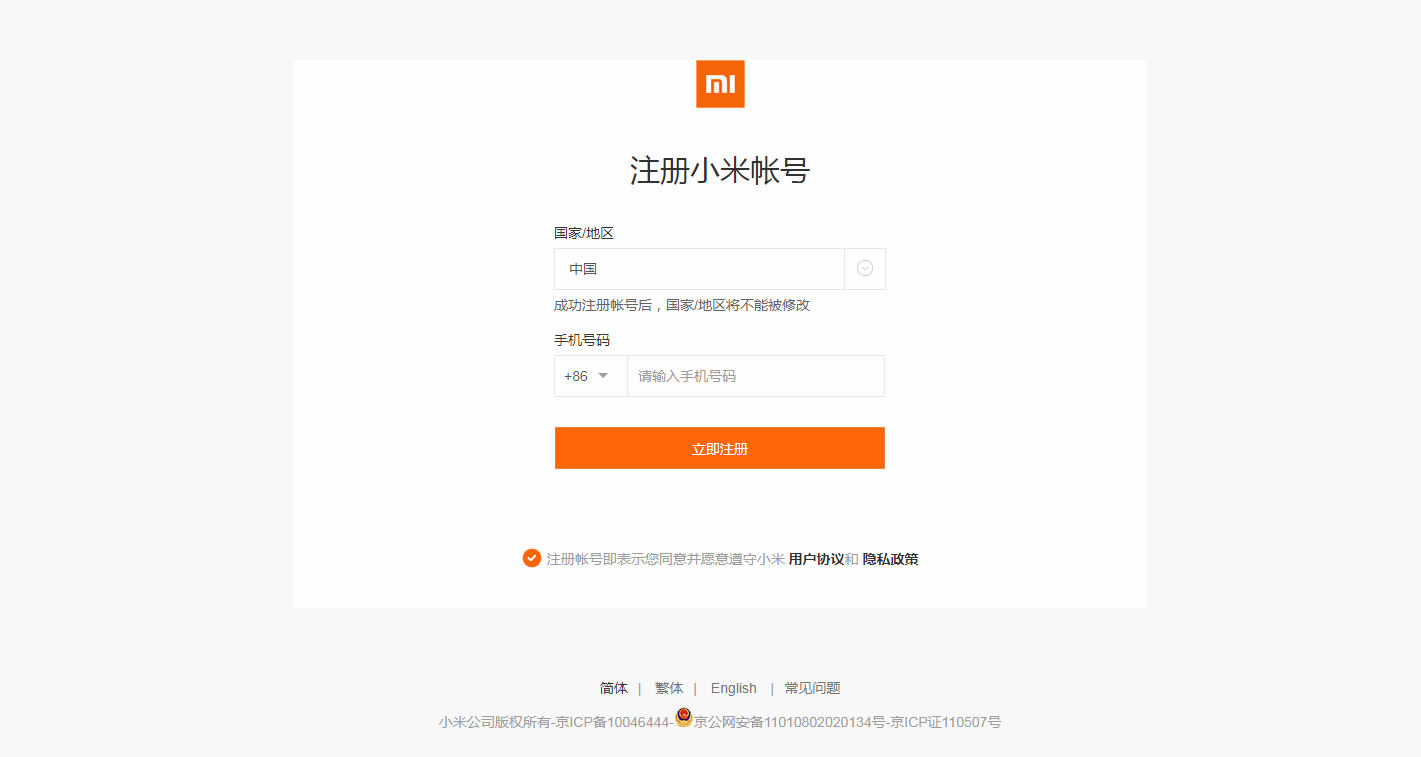 mi
注册小米帐号
国家/地区
中国
成功注册帐号后，国家/地区将不能被修改
手机号码
+86 请输入手机号码
立即注册
注册帐号即表示您同意并愿意遵守小米 用户协议和 隐私政策
简体 | 繁体 | English | 常见问题
小米公司版权所有-京ICP备10046444-京公网安备11010802020134号-京ICP证110507号